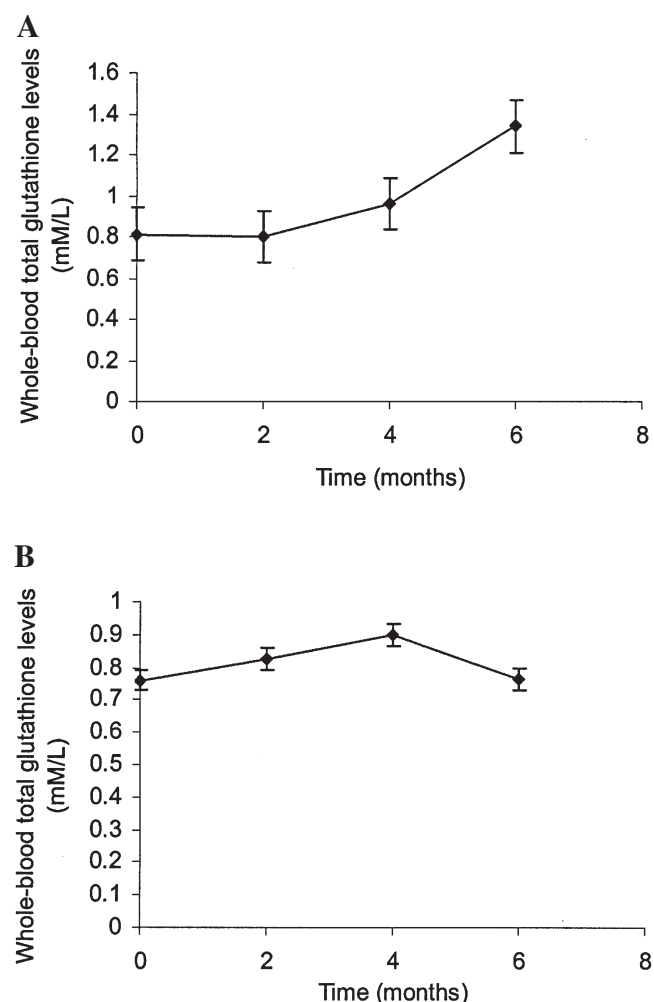 A
Whole-blood total glutathione levels
(mM/L)
1.6
1.4
1.2
1
0.8
0.6
0.4
0.2
0
0 2 4 6 8
Time (months)
B
Whole-blood total glutathione levels
(mM/L)
1
0.9
0.8
0.7
0.6
0.5
0.4
0.3
0.2
0.1
0
0 2 4 6 8
Time (months)